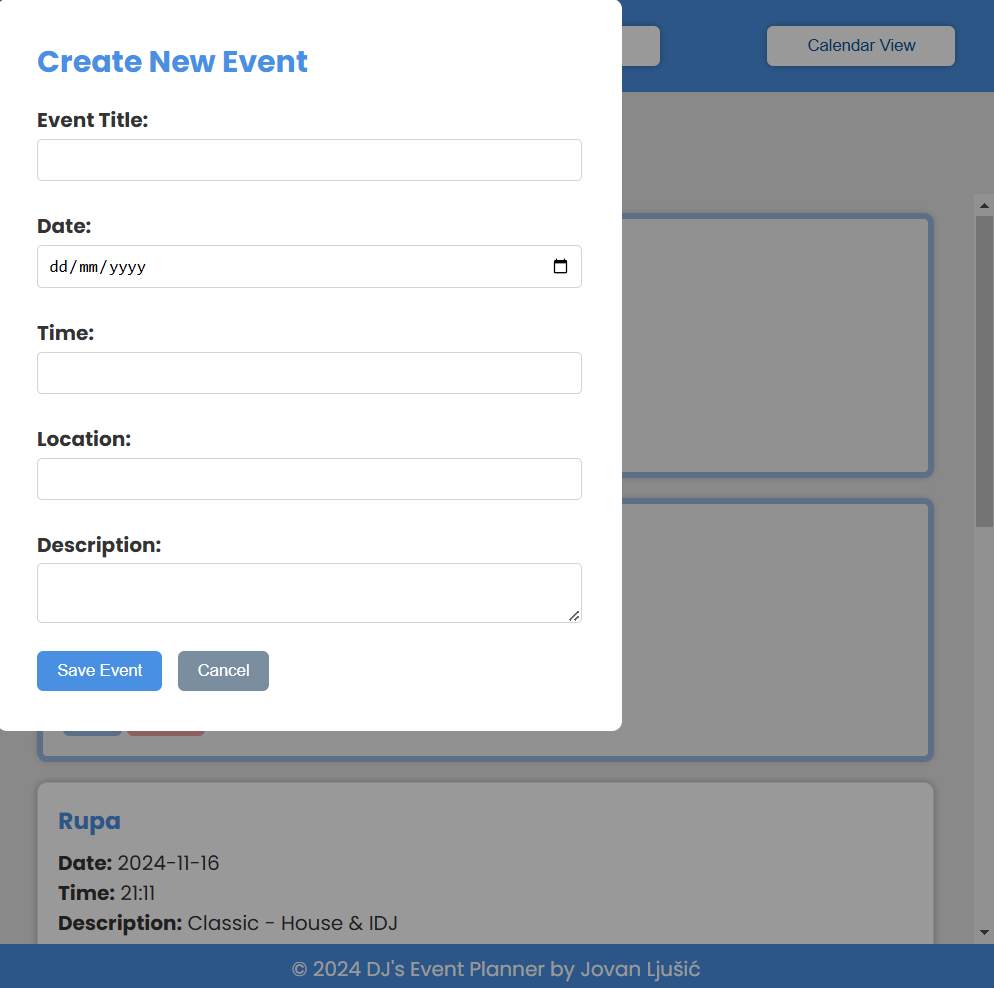 Create New Event
Calendar View
Event Title:
Date:
dd/mm/yyyy
Time:
Location:
Description:
Save Event Cancel
Rupa
Date: 2024-11-16
Time: 21:11
Description: Classic - House & IDJ
© 2024 DJ's Event Planner by Jovan Ljušić